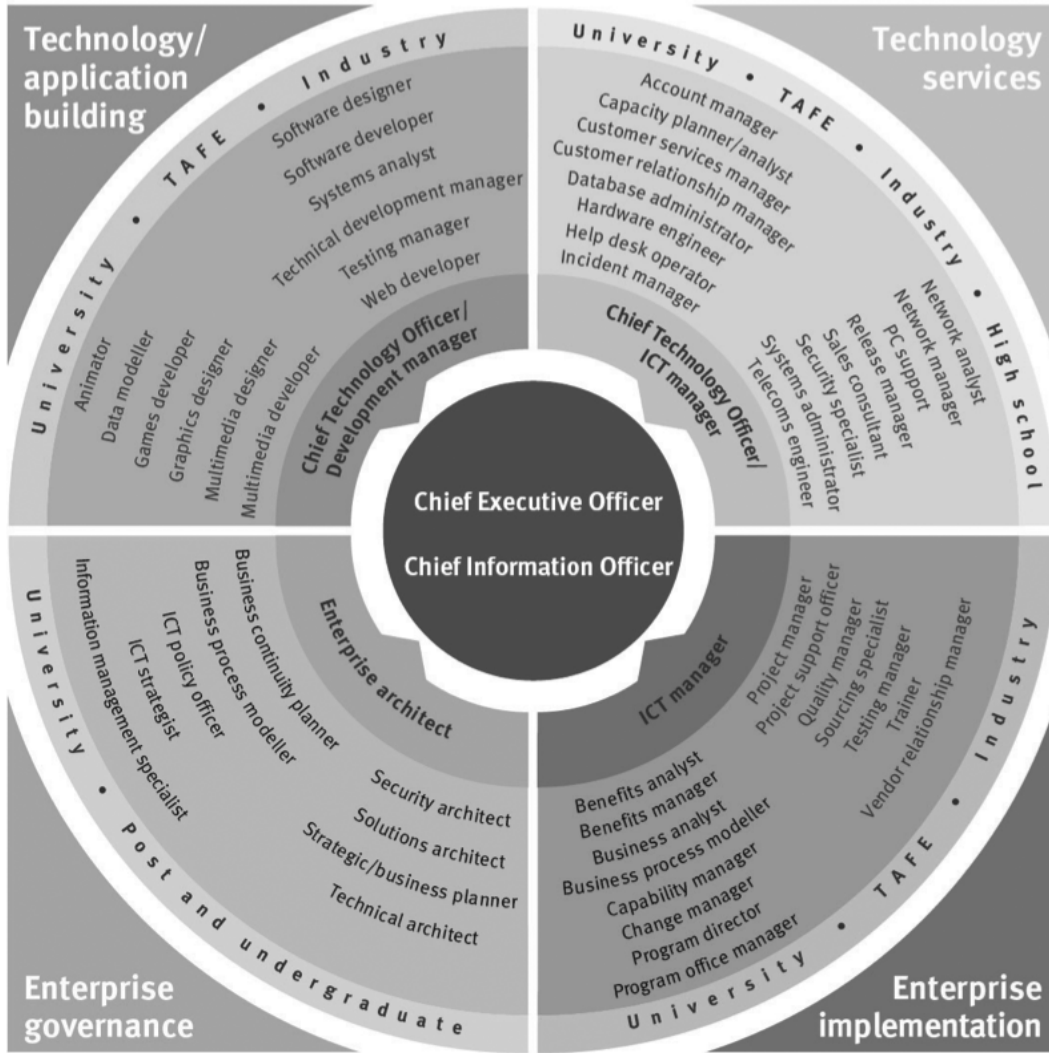 Technology/
application
building
University • TAFE • Industry
Software designer
Software developer
Systems analyst
Technical development manager
Testing manager
Web developer
Animator
Data modeller
Games developer
Graphics designer
Multimedia designer
Multimedia developer
Chief Technology Officer/
Development manager
Technology
services
University • TAFE • Industry • High school
Account manager
Capacity planner/analyst
Customer services manager
Customer relationship manager
Database administrator
Hardware engineer
Help desk operator
Incident manager
Network analyst
Network manager
PC support
Release manager
Sales consultant
Security specialist
Systems administrator
Telecoms engineer
Chief Technology Officer/
ICT manager
Chief Executive Officer
Chief Information Officer
Enterprise architect
Business continuity planner
Business process modeller
ICT policy officer
ICT strategist
Information management specialist
Security architect
Solutions architect
Strategic/business planner
Technical architect
University • Post and undergraduate
Enterprise
governance
ICT manager
Project manager
Project support officer
Quality manager
Sourcing specialist
Testing manager
Trainer
Vendor relationship manager
Benefits analyst
Benefits manager
Business analyst
Business process modeller
Capability manager
Change manager
Program director
Program office manager
University • TAFE • Industry
Enterprise
implementation